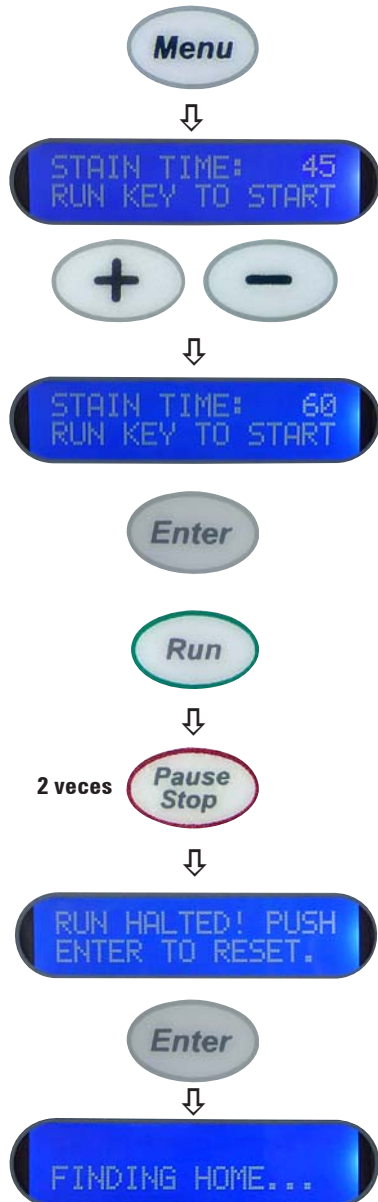 Menu
STAIN TIME: 45
RUN KEY TO START
+ -
STAIN TIME: 60
RUN KEY TO START
Enter
Run
2 veces
Pause
Stop
RUN HALTED! PUSH
ENTER TO RESET.
Enter
FINDING HOME...